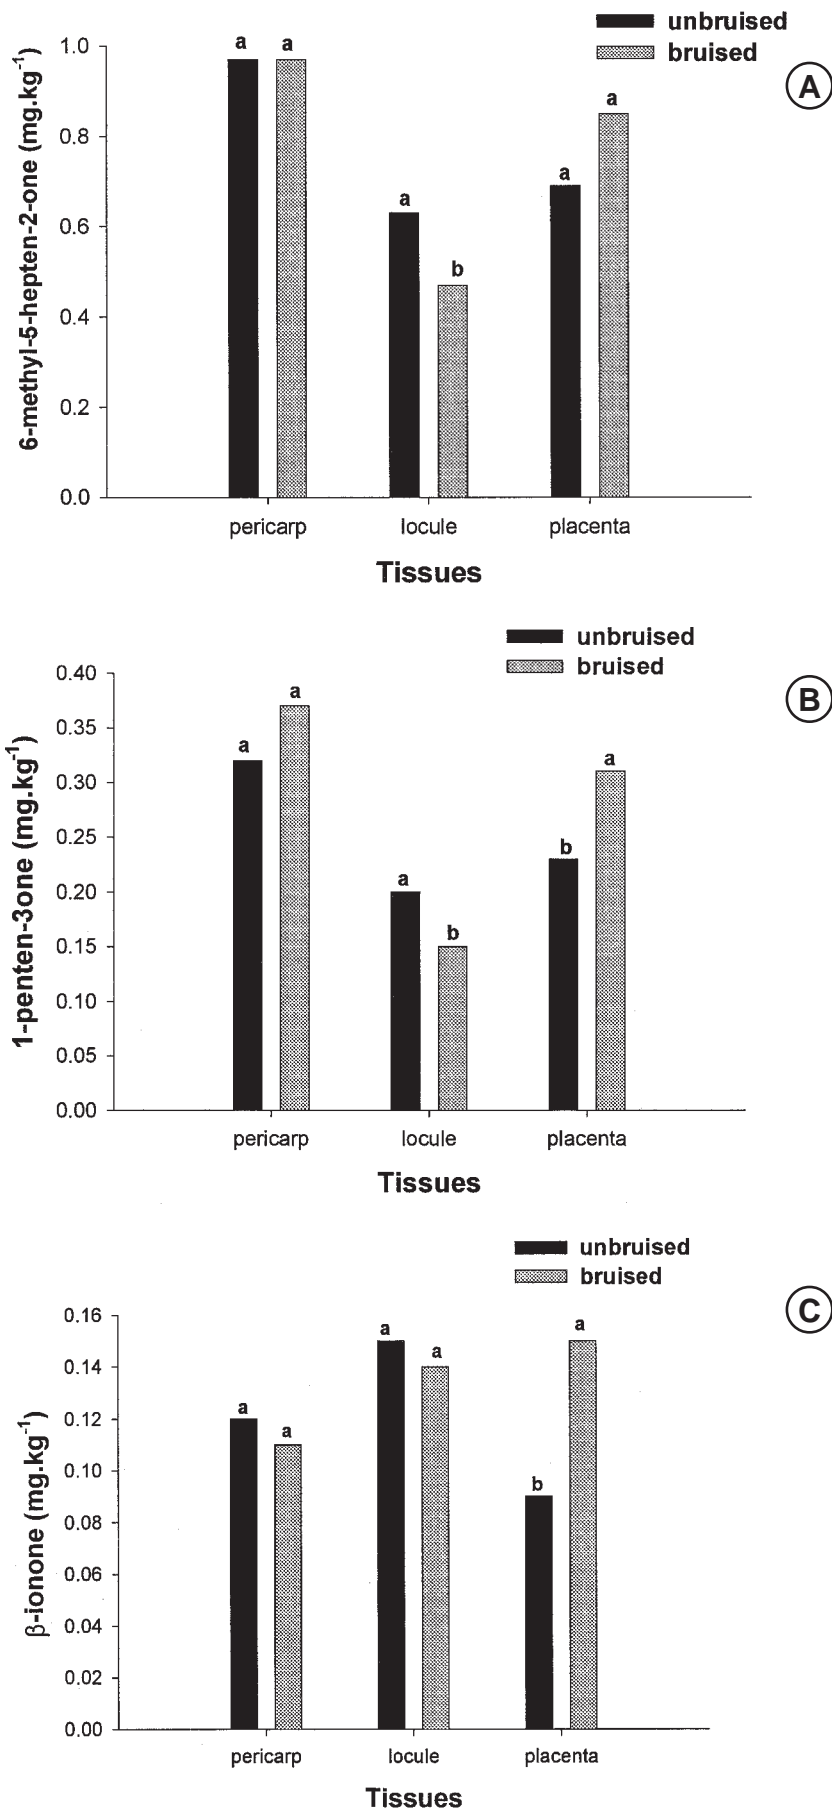 unbruised
bruised
A
6-methyl-5-hepten-2-one (mg.kg⁻¹)
1.0
0.8
0.6
0.4
0.2
0.0
a
a
a
b
a
a
pericarp
locule
placenta
Tissues
unbruised
bruised
B
1-penten-3one (mg.kg⁻¹)
0.40
0.35
0.30
0.25
0.20
0.15
0.10
0.05
0.00
a
a
a
b
b
a
pericarp
locule
placenta
Tissues
unbruised
bruised
C
β-ionone (mg.kg⁻¹)
0.16
0.14
0.12
0.10
0.08
0.06
0.04
0.02
0.00
a
a
a
a
b
a
pericarp
locule
placenta
Tissues